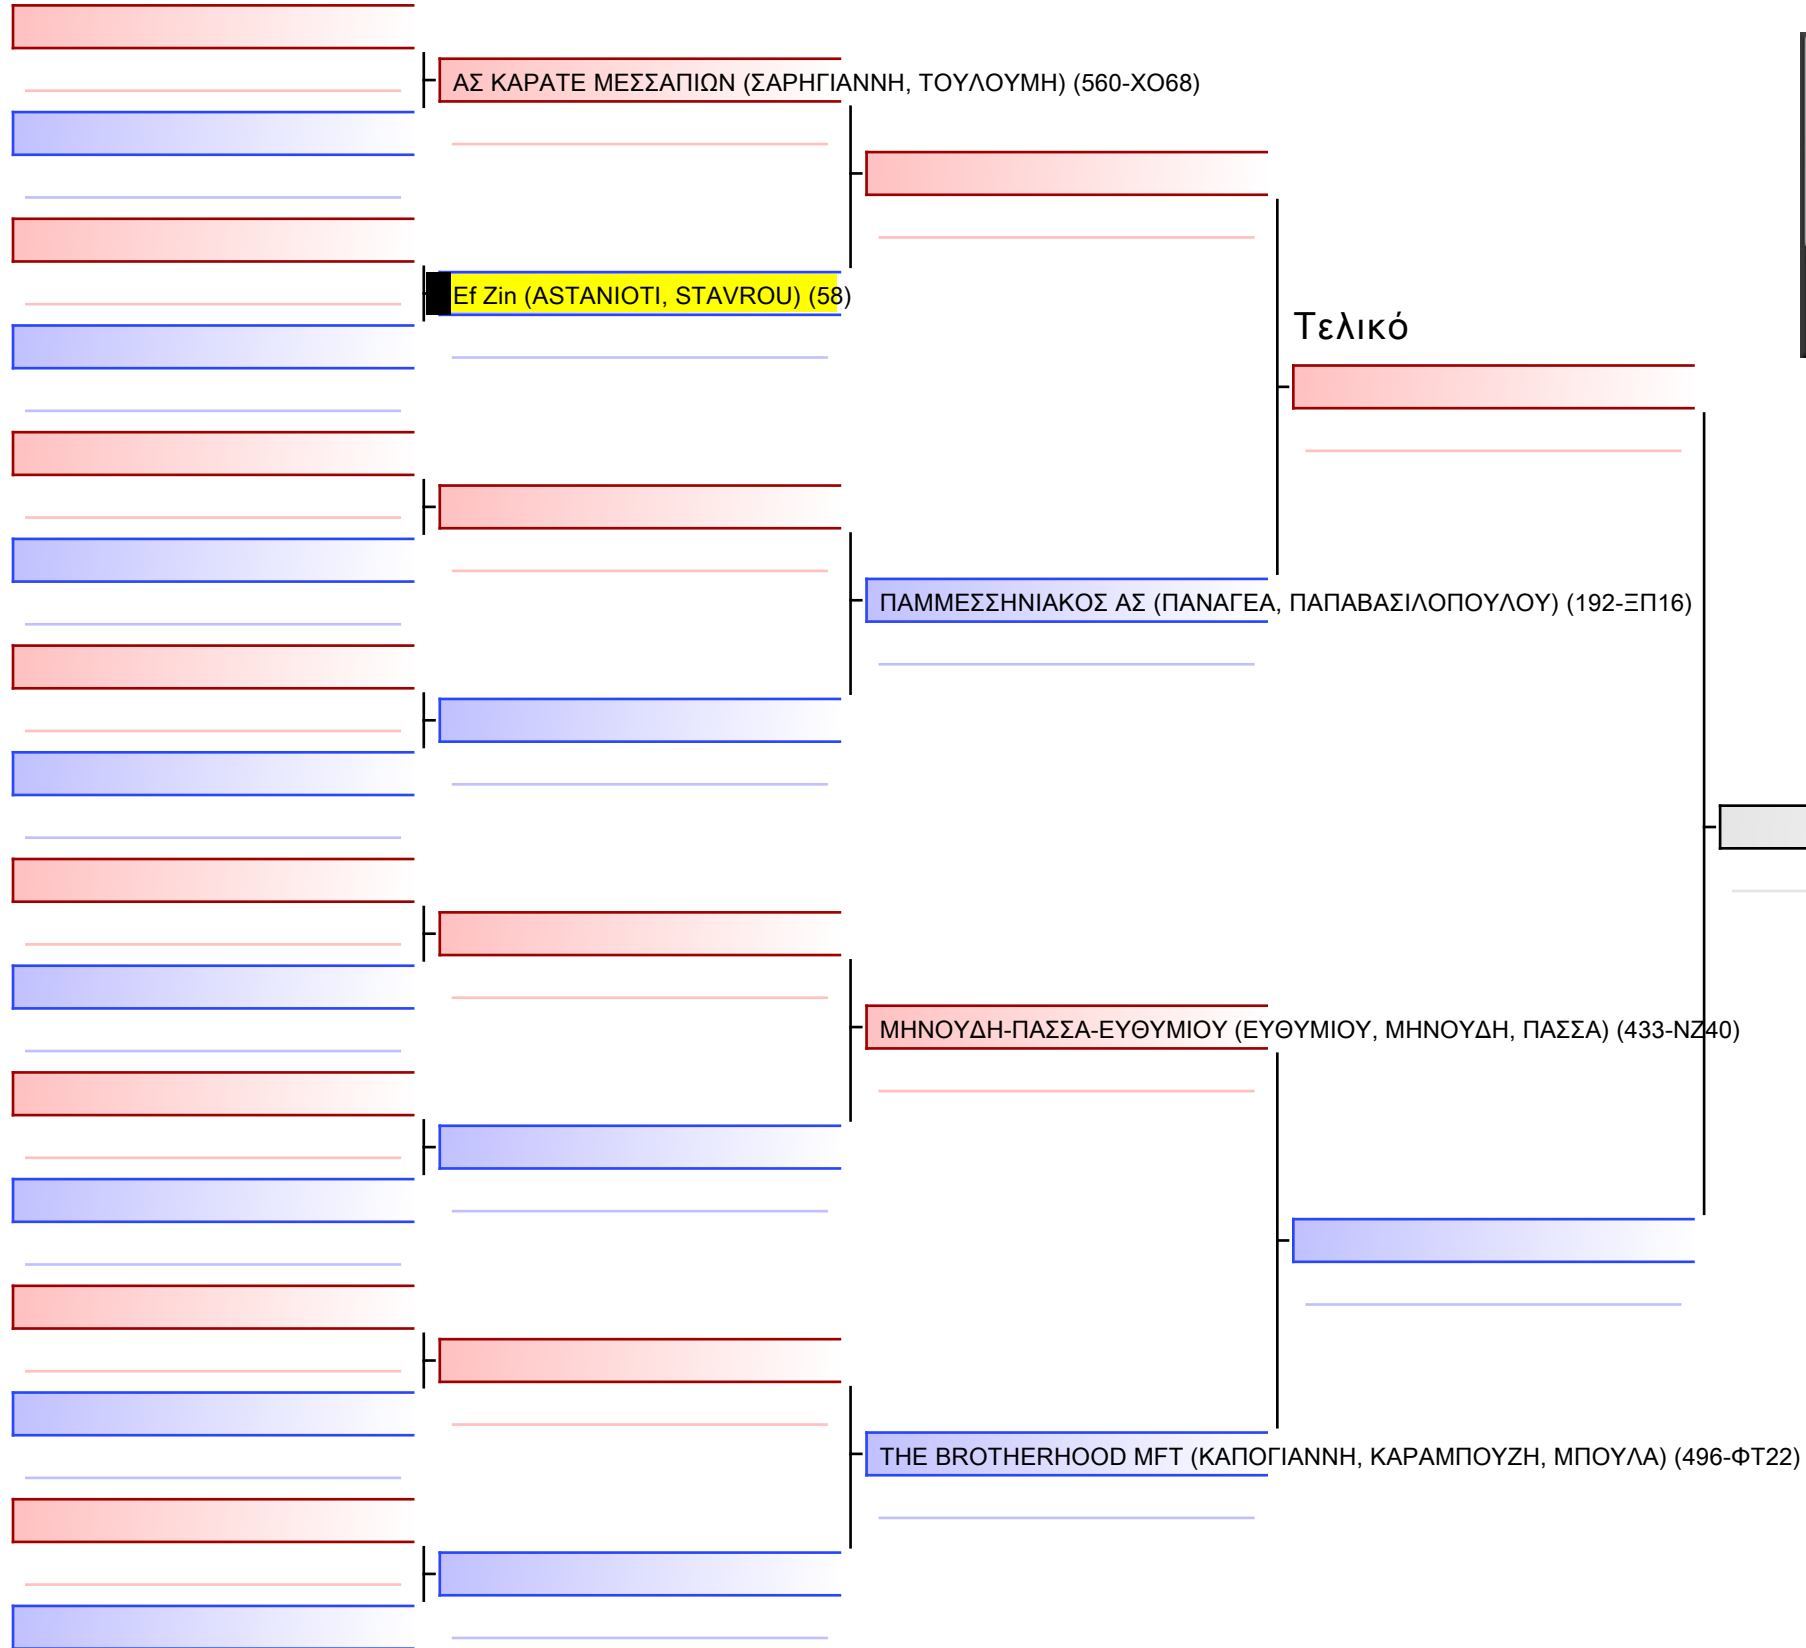 ΑΣ ΚΑΡΑΤΕ ΜΕΣΣΑΠΙΩΝ (ΣΑΡΗΓΙΑΝΝΗ, ΤΟΥΛΟΥΜΗ) (560-ΧΟ68)
Ef Zin (ASTANIOTI, STAVROU) (58)
Τελικό
ΠΑΜΜΕΣΣΗΝΙΑΚΟΣ ΑΣ (ΠΑΝΑΓΕΑ, ΠΑΠΑΒΑΣΙΛΟΠΟΥΛΟΥ) (192-ΞΠ16)
ΜΗΝΟΥΔΗ-ΠΑΣΣΑ-ΕΥΘΥΜΙΟΥ (ΕΥΘΥΜΙΟΥ, ΜΗΝΟΥΔΗ, ΠΑΣΣΑ) (433-ΝΖ40)
THE BROTHERHOOD MFT (ΚΑΠΟΓΙΑΝΝΗ, ΚΑΡΑΜΠΟΥΖΗ, ΜΠΟΥΛΑ) (496-ΦΤ22)